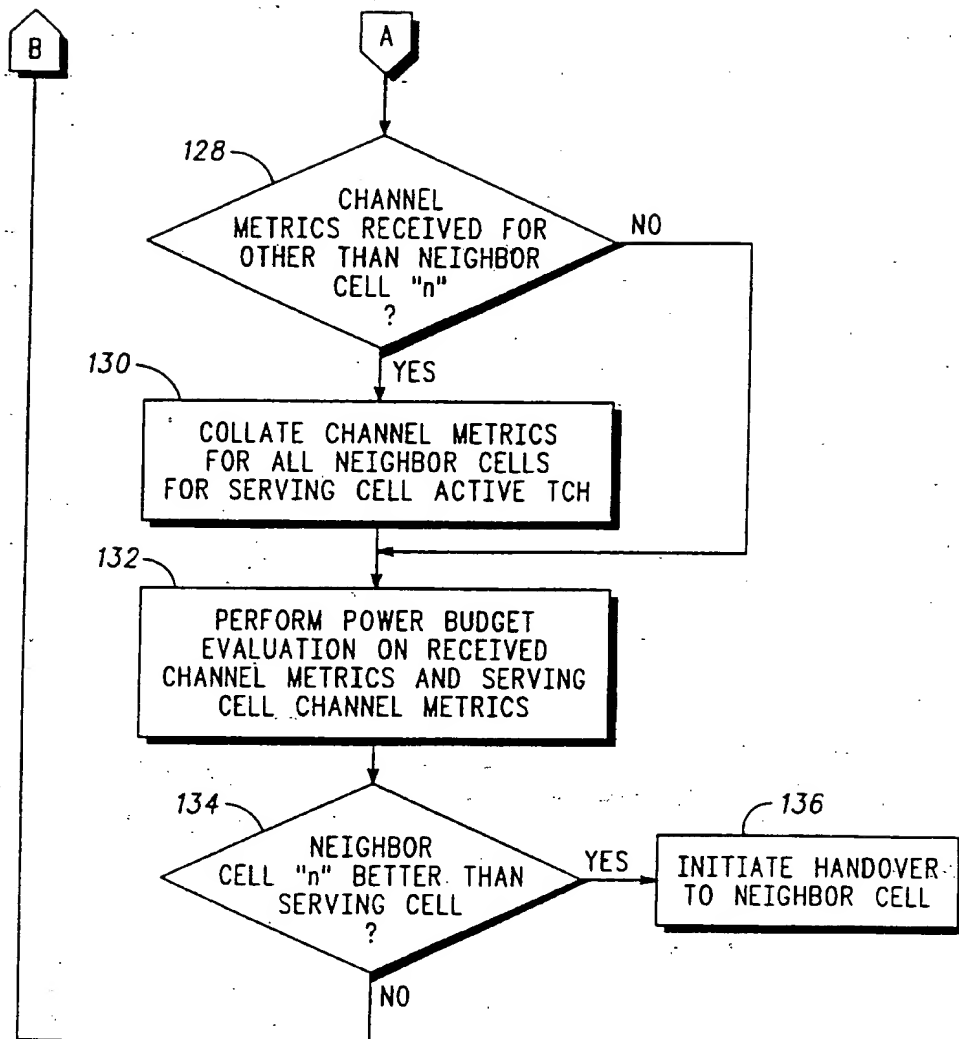 B
A
128
CHANNEL
METRICS RECEIVED FOR
OTHER THAN NEIGHBOR
CELL "n"
?
NO
YES
130
COLLATE CHANNEL METRICS
FOR ALL NEIGHBOR CELLS
FOR SERVING CELL ACTIVE TCH
132
PERFORM POWER BUDGET
EVALUATION ON RECEIVED
CHANNEL METRICS AND SERVING
CELL CHANNEL METRICS
134
NEIGHBOR
CELL "n" BETTER THAN
SERVING CELL
?
YES
136
INITIATE HANDOVER
TO NEIGHBOR CELL
NO